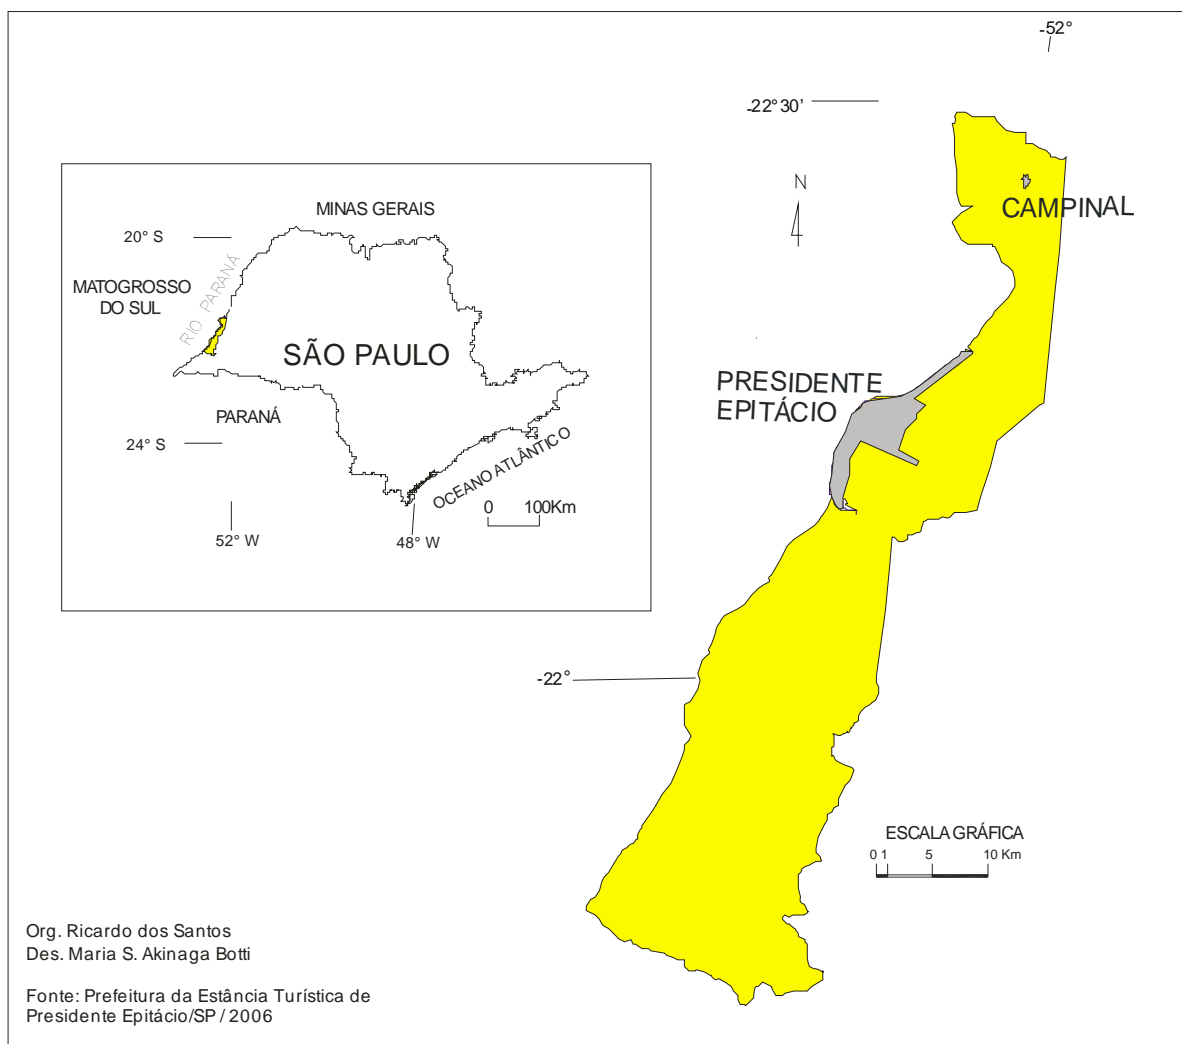 -52°
-22°30'
N
CAMPINAL
MINAS GERAIS
20° S
MATOGROSSO
DO SUL
RIO PARANÁ
SÃO PAULO
PRESIDENTE
EPITÁCIO
PARANÁ
24° S
OCEANO ATLÂNTICO
0 100Km
52° W
48° W
-22°
ESCALA GRÁFICA
0 1 5 10 Km
Org. Ricardo dos Santos
Des. Maria S. Akinaga Botti
Fonte: Prefeitura da Estância Turística de
Presidente Epitácio/SP / 2006